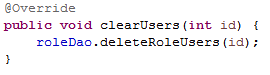 @Override
public void clearUsers(int id) {
    roleDao.deleteRoleUsers(id);
}